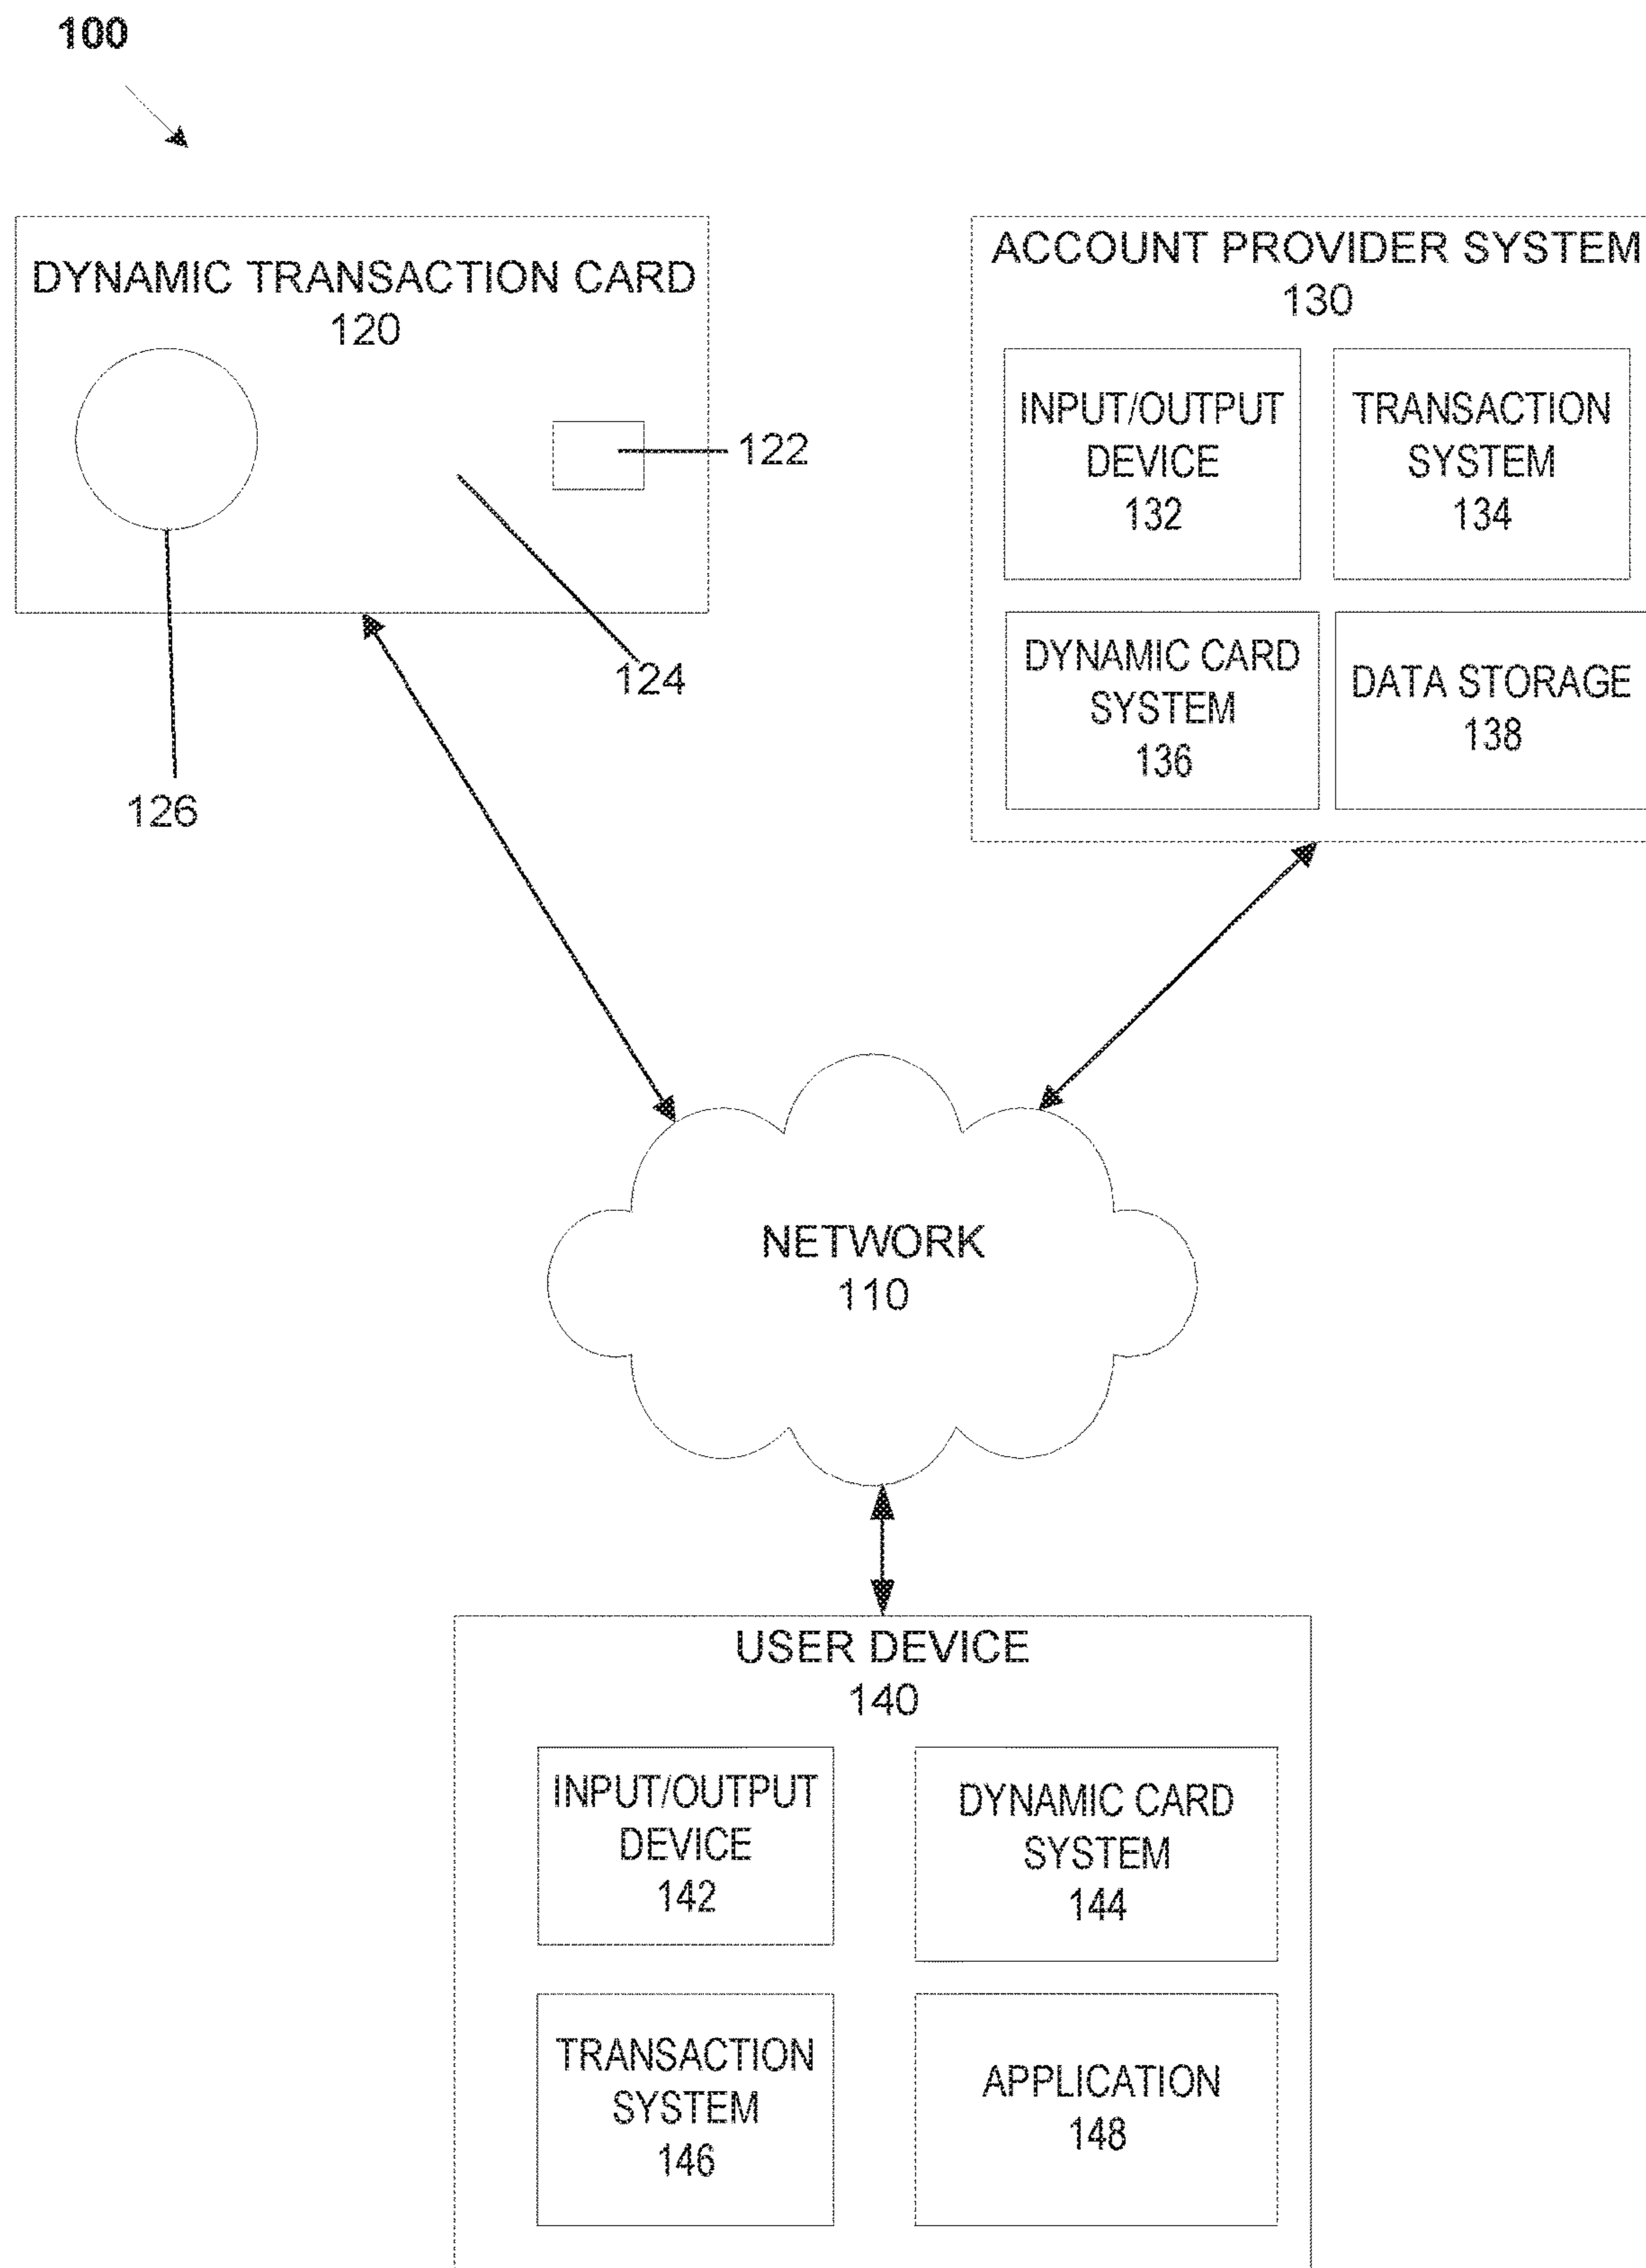 100
DYNAMIC TRANSACTION CARD
120
122
124
126
ACCOUNT PROVIDER SYSTEM
130
INPUT/OUTPUT
DEVICE
132
TRANSACTION
SYSTEM
134
DYNAMIC CARD
SYSTEM
136
DATA STORAGE
138
NETWORK
110
USER DEVICE
140
INPUT/OUTPUT
DEVICE
142
DYNAMIC CARD
SYSTEM
144
TRANSACTION
SYSTEM
146
APPLICATION
148